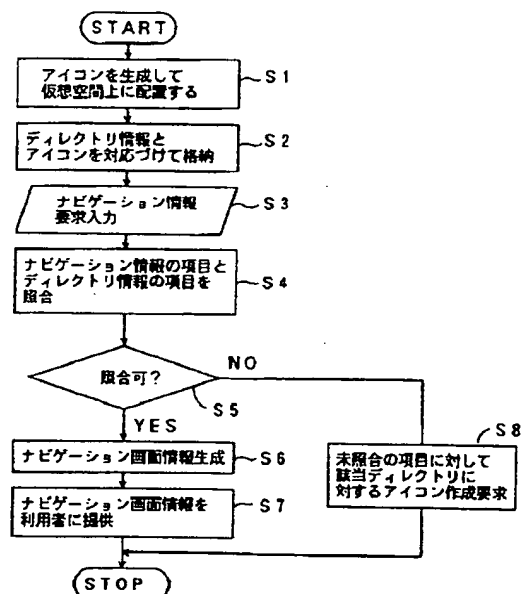 START
アイコンを生成して
仮想空間上に配置する
S1
ディレクトリ情報と
アイコンを対応づけて格納
S2
ナビゲーション情報
要求入力
S3
ナビゲーション情報の項目と
ディレクトリ情報の項目を
照合
S4
照合可?
NO
S5
YES
ナビゲーション画面情報生成
S6
ナビゲーション画面情報を
利用者に提供
S7
S8
未照合の項目に対して
該当ディレクトリに
対するアイコン作成要求
STOP